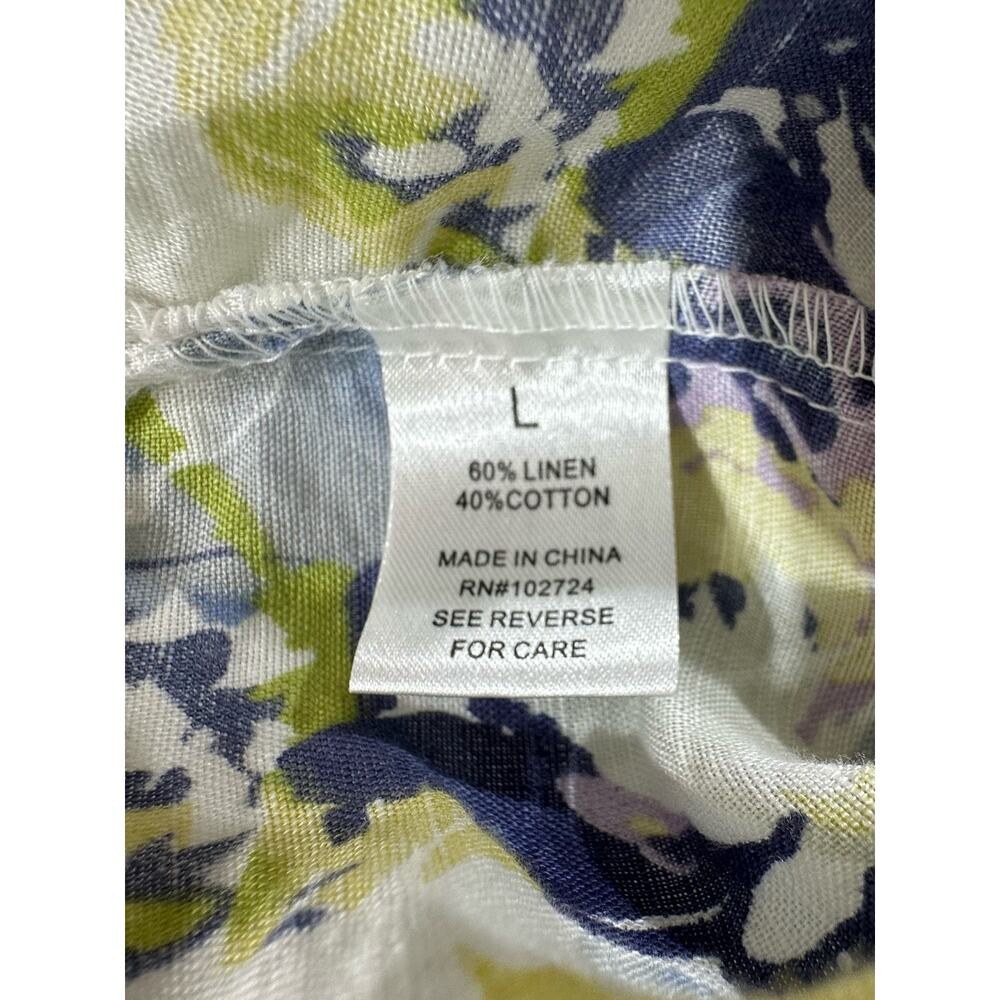 L
60% LINEN
40%COTTON
MADE IN CHINA
RN#102724
SEE REVERSE
FOR CARE